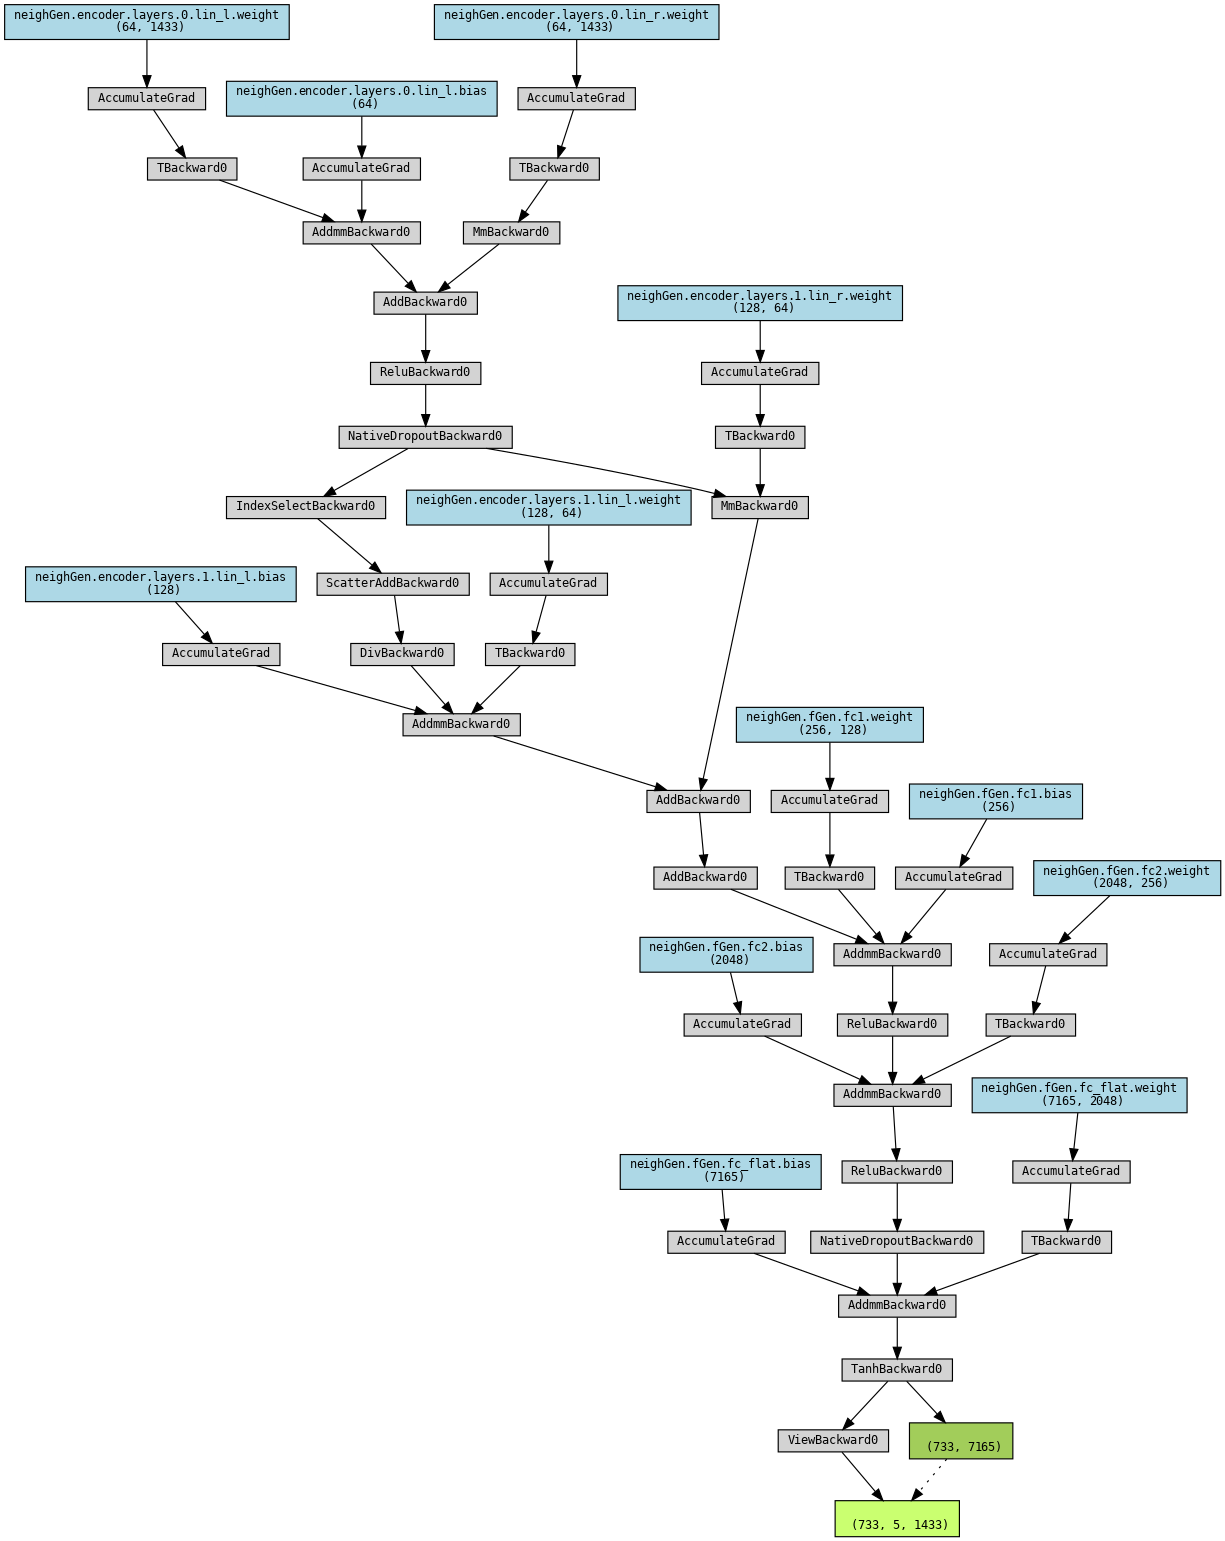 neighGen.encoder.layers.0.lin_l.weight
(64, 1433)
neighGen.encoder.layers.0.lin_r.weight
(64, 1433)
AccumulateGrad
neighGen.encoder.layers.0.lin_l.bias
(64)
AccumulateGrad
TBackward0
AccumulateGrad
TBackward0
AddmmBackward0
MmBackward0
AddBackward0
neighGen.encoder.layers.1.lin_r.weight
(128, 64)
ReluBackward0
AccumulateGrad
NativeDropoutBackward0
TBackward0
IndexSelectBackward0
neighGen.encoder.layers.1.lin_l.weight
(128, 64)
MmBackward0
neighGen.encoder.layers.1.lin_l.bias
(128)
ScatterAddBackward0
AccumulateGrad
AccumulateGrad
DivBackward0
TBackward0
AddmmBackward0
neighGen.fGen.fc1.weight
(256, 128)
AddBackward0
AccumulateGrad
neighGen.fGen.fc1.bias
(256)
AddBackward0
TBackward0
AccumulateGrad
neighGen.fGen.fc2.weight
(2048, 256)
neighGen.fGen.fc2.bias
(2048)
AddmmBackward0
AccumulateGrad
AccumulateGrad
ReluBackward0
TBackward0
AddmmBackward0
neighGen.fGen.fc_flat.weight
(7165, 2048)
neighGen.fGen.fc_flat.bias
(7165)
ReluBackward0
AccumulateGrad
AccumulateGrad
NativeDropoutBackward0
TBackward0
AddmmBackward0
TanhBackward0
ViewBackward0
(733, 7165)
(733, 5, 1433)